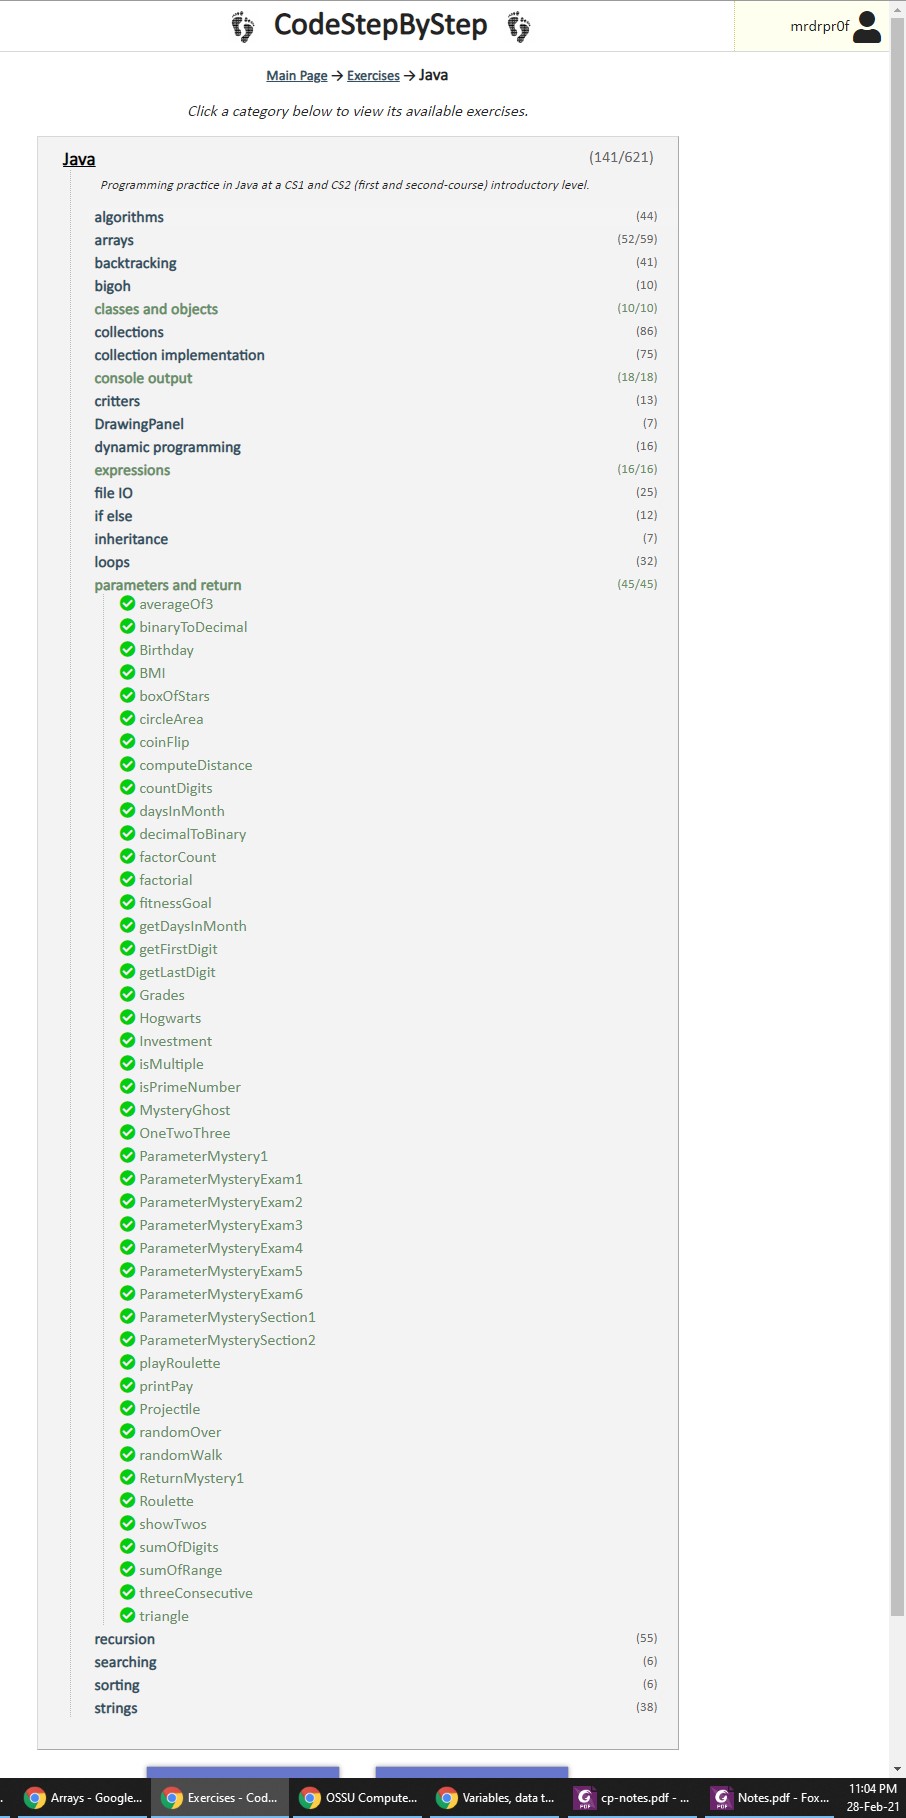 CodeStepByStep
mrdrpr0f
Main Page → Exercises → Java
Click a category below to view its available exercises.
Java (141/621)
Programming practice in Java at a CS1 and CS2 (first and second-course) introductory level.
algorithms (44)
arrays (52/59)
backtracking (41)
bigoh (10)
classes and objects (10/10)
collections (86)
collection implementation (75)
console output (18/18)
critters (13)
DrawingPanel (7)
dynamic programming (16)
expressions (16/16)
file IO (25)
if else (12)
inheritance (7)
loops (32)
parameters and return (45/45)
averageOf3
binaryToDecimal
Birthday
BMI
boxOfStars
circleArea
coinFlip
computeDistance
countDigits
daysInMonth
decimalToBinary
factorCount
factorial
fitnessGoal
getDaysInMonth
getFirstDigit
getLastDigit
Grades
Hogwarts
Investment
isMultiple
isPrimeNumber
MysteryGhost
OneTwoThree
ParameterMystery1
ParameterMysteryExam1
ParameterMysteryExam2
ParameterMysteryExam3
ParameterMysteryExam4
ParameterMysteryExam5
ParameterMysteryExam6
ParameterMysterySection1
ParameterMysterySection2
playRoulette
printPay
Projectile
randomOver
randomWalk
ReturnMystery1
Roulette
showTwos
sumOfDigits
sumOfRange
threeConsecutive
triangle
recursion (55)
searching (6)
sorting (6)
strings (38)
Arrays - Google... Exercises - Cod... OSSU Compute... Variables, data t... cp-notes.pdf - ... Notes.pdf - Fox... 11:04 PM
28-Feb-21